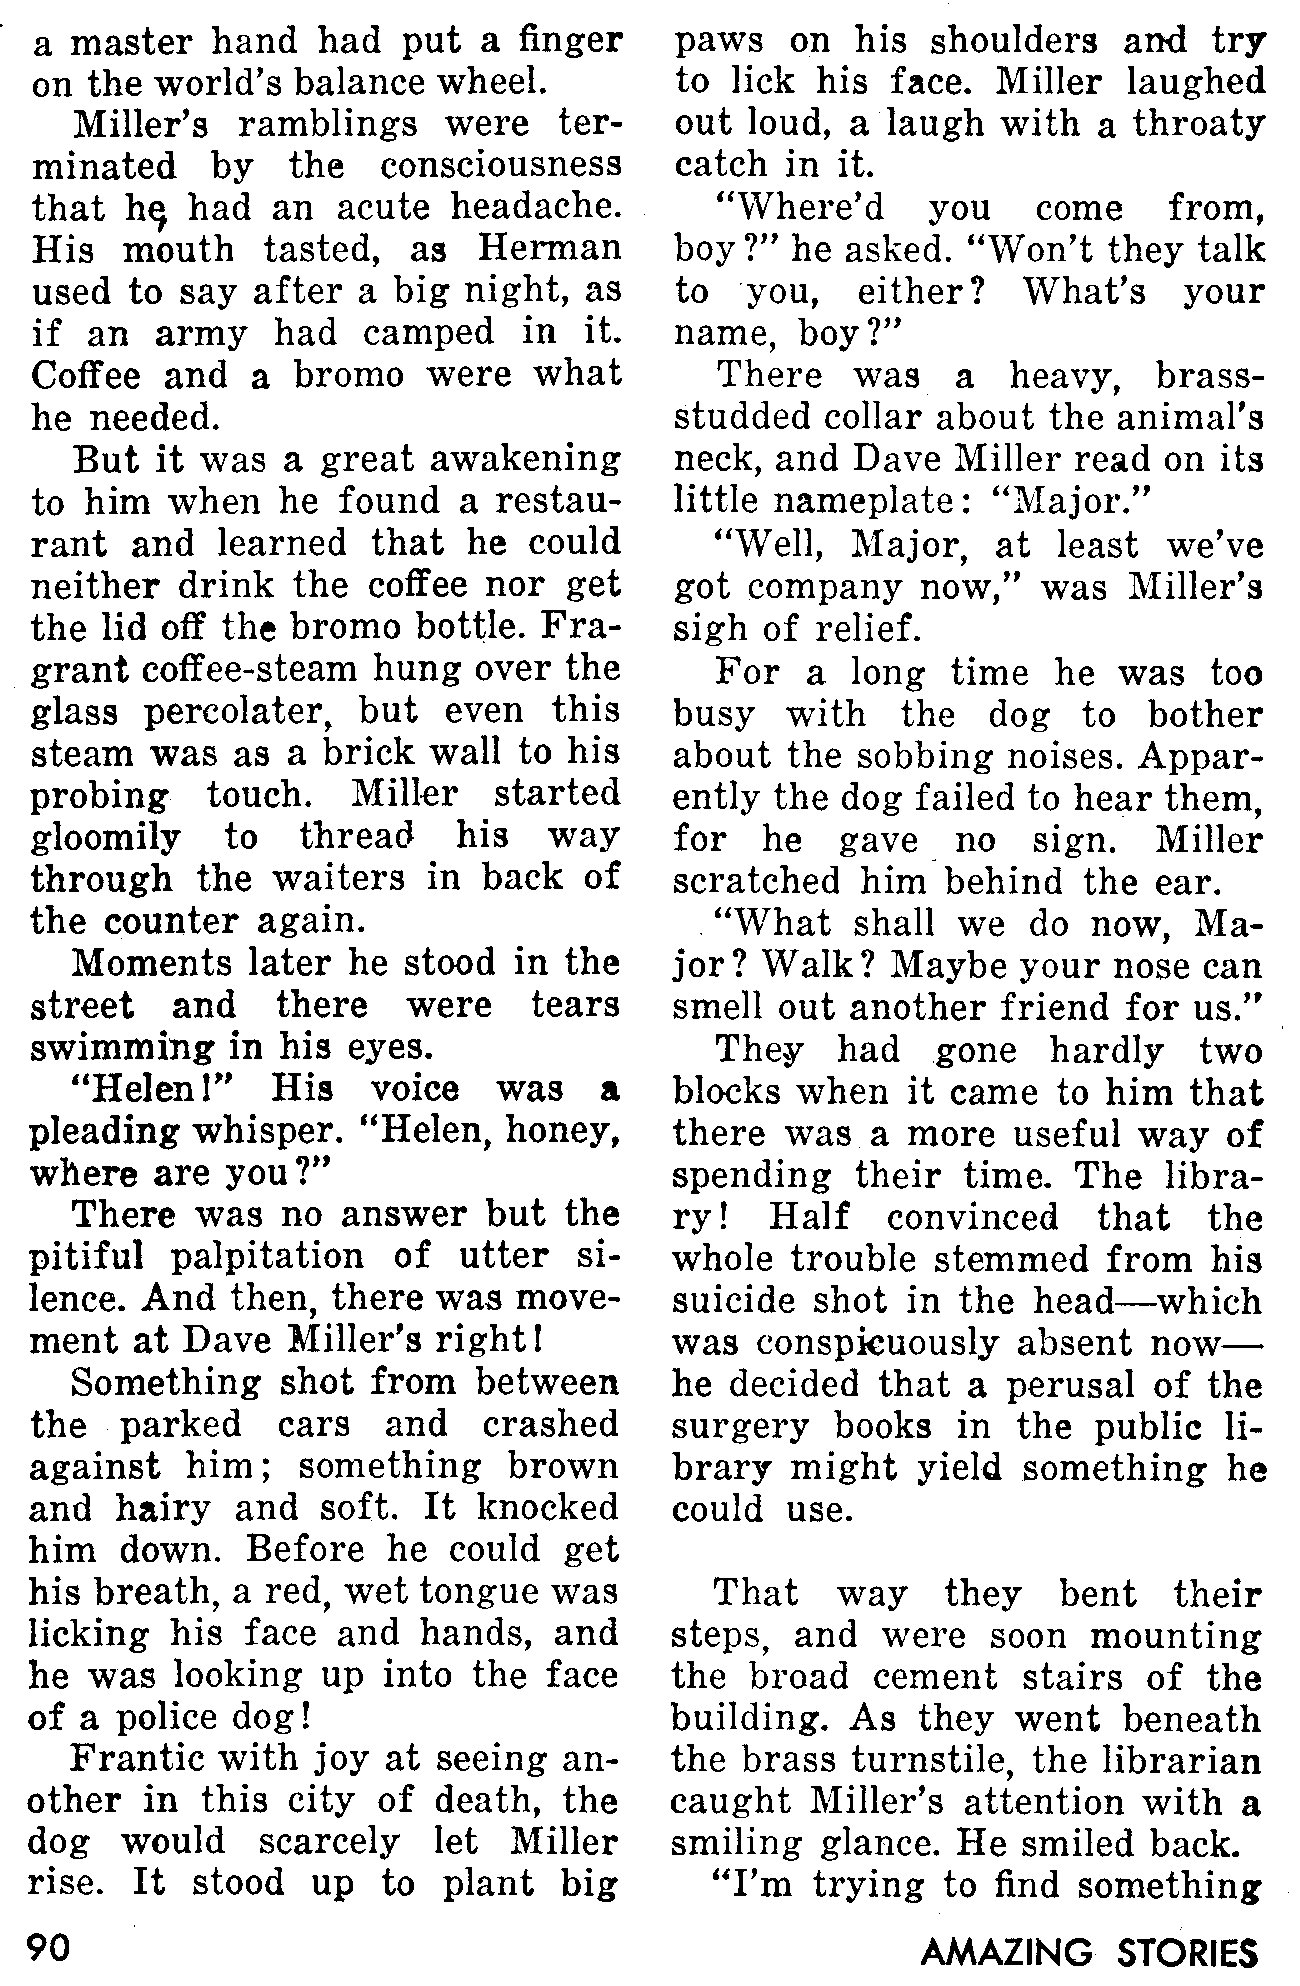 a master hand had put a finger
on the world's balance wheel.
Miller's ramblings were ter-
minated by the consciousness
that he had an acute headache.
His mouth tasted, as Herman
used to say after a big night, as
if an army had camped in it.
Coffee and a bromo were what
he needed.
But it was a great awakening
to him when he found a restau-
rant and learned that he could
neither drink the coffee nor get
the lid off the bromo bottle. Fra-
grant coffee-steam hung over the
glass percolater, but even this
steam was as a brick wall to his
probing touch. Miller started
gloomily to thread his way
through the waiters in back of
the counter again.
Moments later he stood in the
street and there were tears
swimming in his eyes.
"Helen!" His voice was a
pleading whisper. "Helen, honey,
where are you?"
There was no answer but the
pitiful palpitation of utter si-
lence. And then, there was move-
ment at Dave Miller's right!
Something shot from between
the parked cars and crashed
against him; something brown
and hairy and soft. It knocked
him down. Before he could get
his breath, a red, wet tongue was
licking his face and hands, and
he was looking up into the face
of a police dog!
Frantic with joy at seeing an-
other in this city of death, the
dog would scarcely let Miller
rise. It stood up to plant big
paws on his shoulders and try
to lick his face. Miller laughed
out loud, a laugh with a throaty
catch in it.
"Where'd you come from,
boy?" he asked. "Won't they talk
to you, either? What's your
name, boy?"
There was a heavy, brass-
studded collar about the animal's
neck, and Dave Miller read on its
little nameplate: "Major."
"Well, Major, at least we've
got company now," was Miller's
sigh of relief.
For a long time he was too
busy with the dog to bother
about the sobbing noises. Appar-
ently the dog failed to hear them,
for he gave no sign. Miller
scratched him behind the ear.
"What shall we do now, Ma-
jor? Walk? Maybe your nose can
smell out another friend for us."
They had gone hardly two
blocks when it came to him that
there was a more useful way of
spending their time. The libra-
ry! Half convinced that the
whole trouble stemmed from his
suicide shot in the head—which
was conspicuously absent now—
he decided that a perusal of the
surgery books in the public li-
brary might yield something he
could use.
That way they bent their
steps, and were soon mounting
the broad cement stairs of the
building. As they went beneath
the brass turnstile, the librarian
caught Miller's attention with a
smiling glance. He smiled back.
"I'm trying to find something
90
AMAZING STORIES